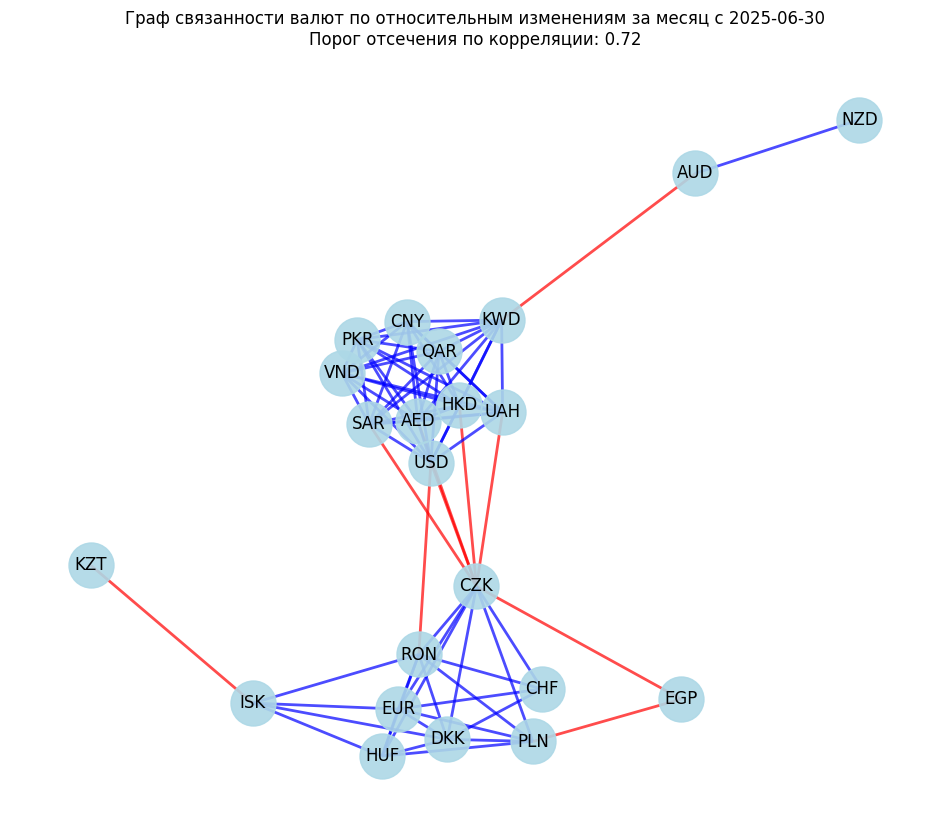 Граф связанности валют по относительным изменениям за месяц с 2025-06-30
Порог отсечения по корреляции: 0.72
NZD
AUD
CNY
KWD
PKR
QAR
VND
HKD
UAH
SAR
AED
USD
KZT
CZK
RON
CHF
ISK
EUR
EGP
DKK
PLN
HUF